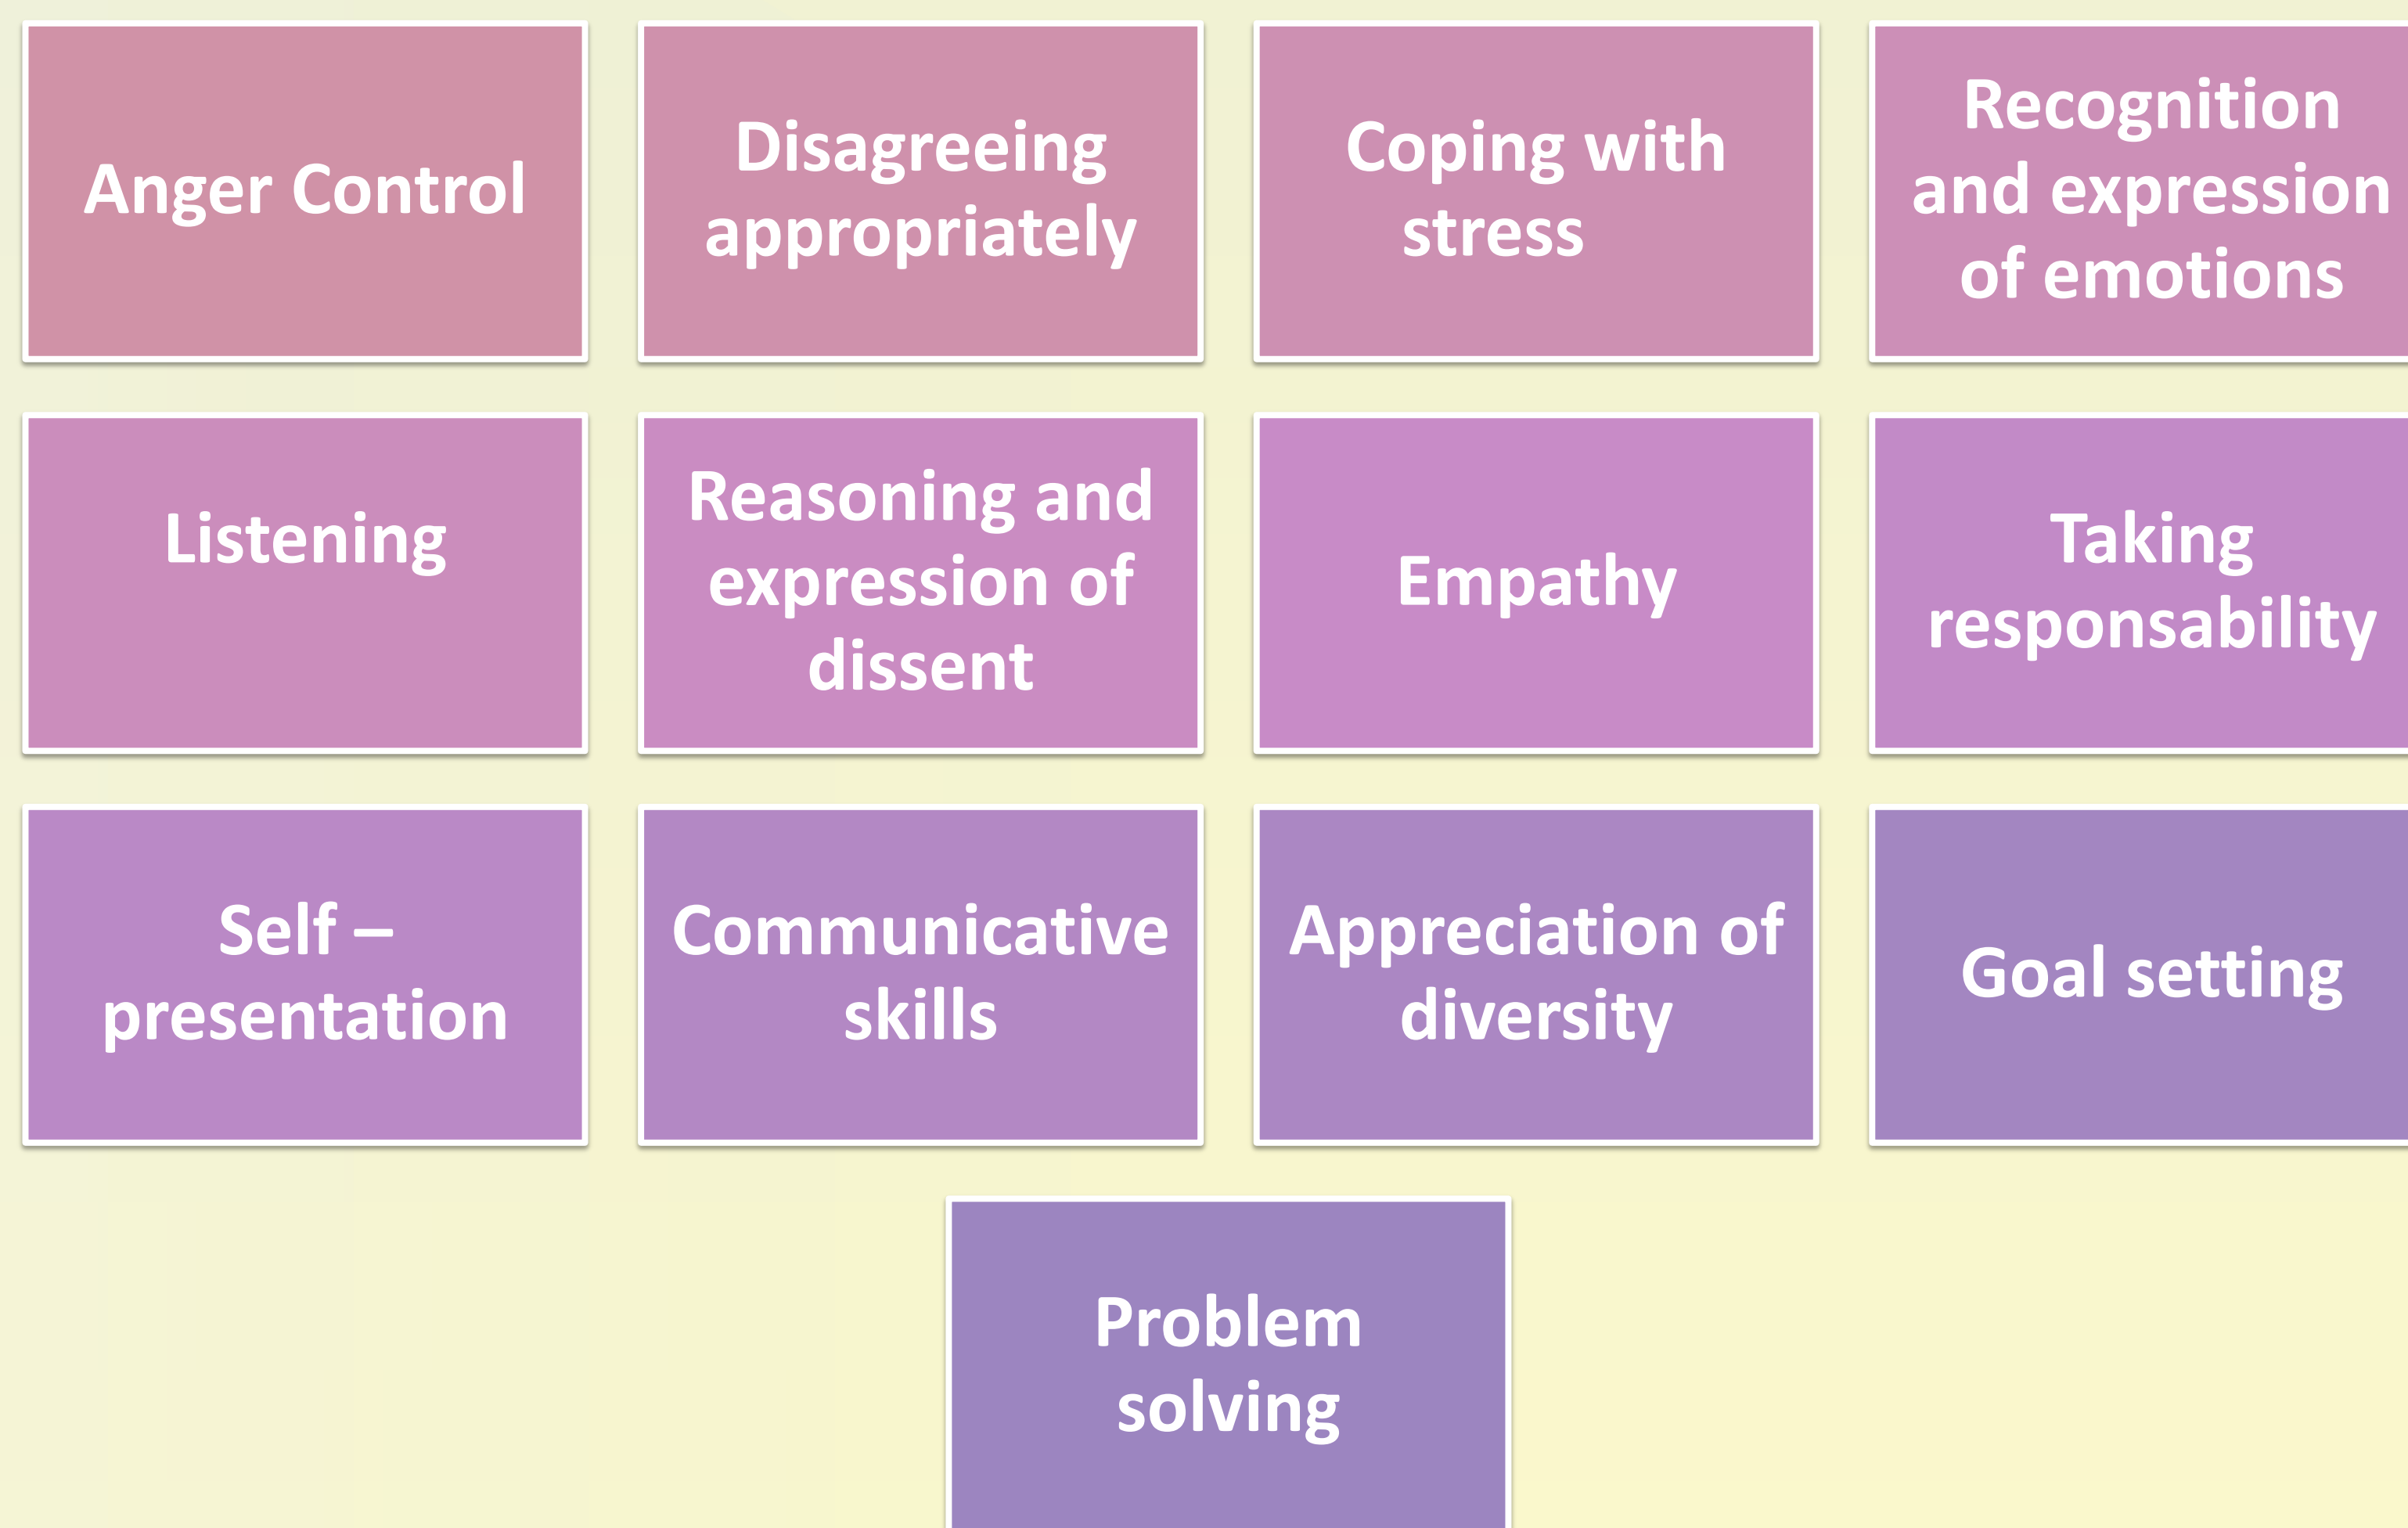 Anger Control
Disagreeing
appropriately
Coping with
stress
Recognition
and expression
of emotions
Listening
Reasoning and
expression of
dissent
Empathy
Taking
responsability
Self –
presentation
Communicative
skills
Appreciation of
diversity
Goal setting
Problem
solving